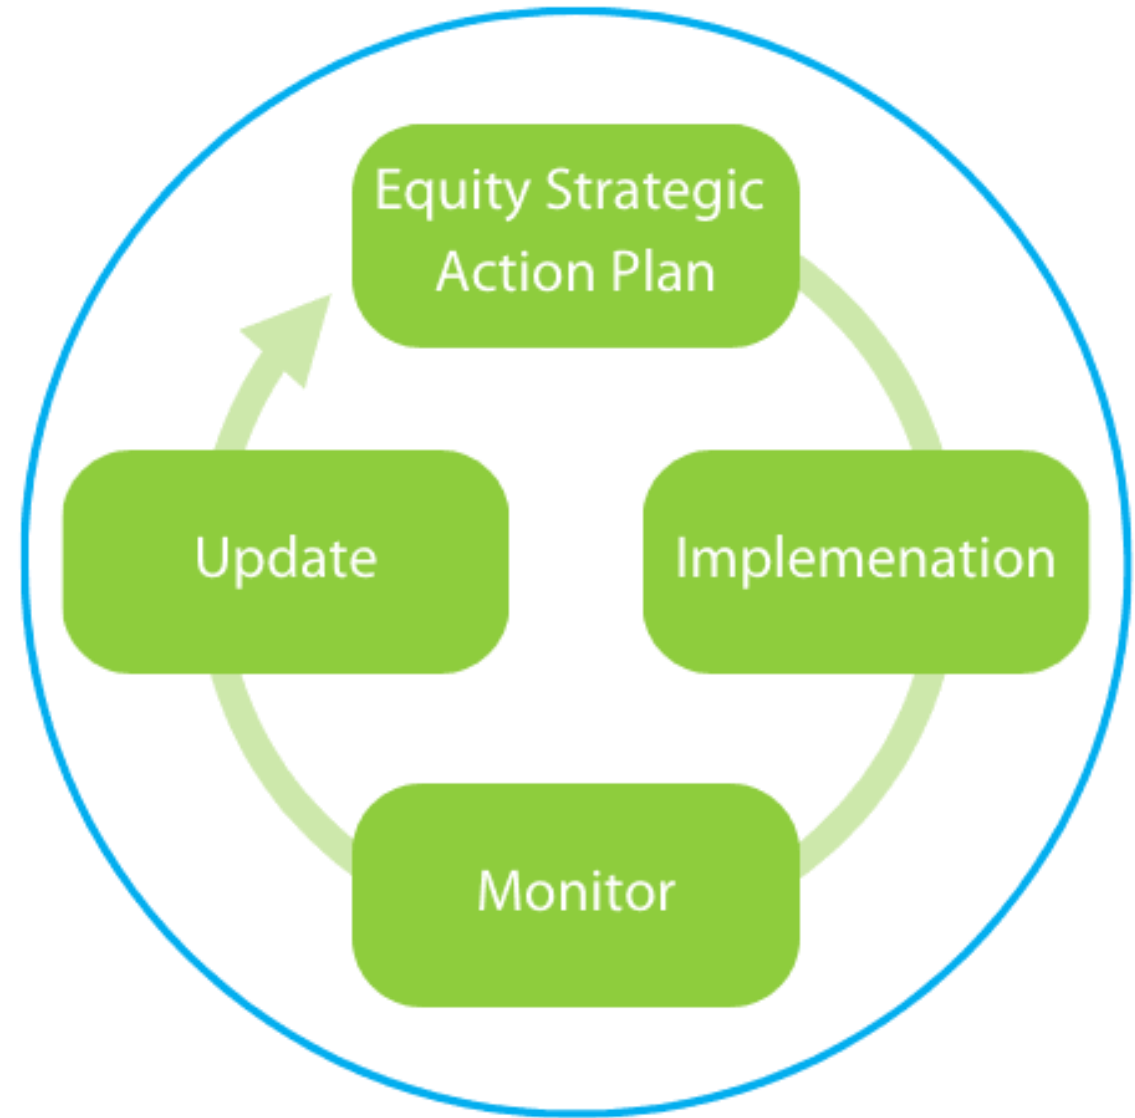 Equity Strategic
Action Plan
Implemenation
Monitor
Update